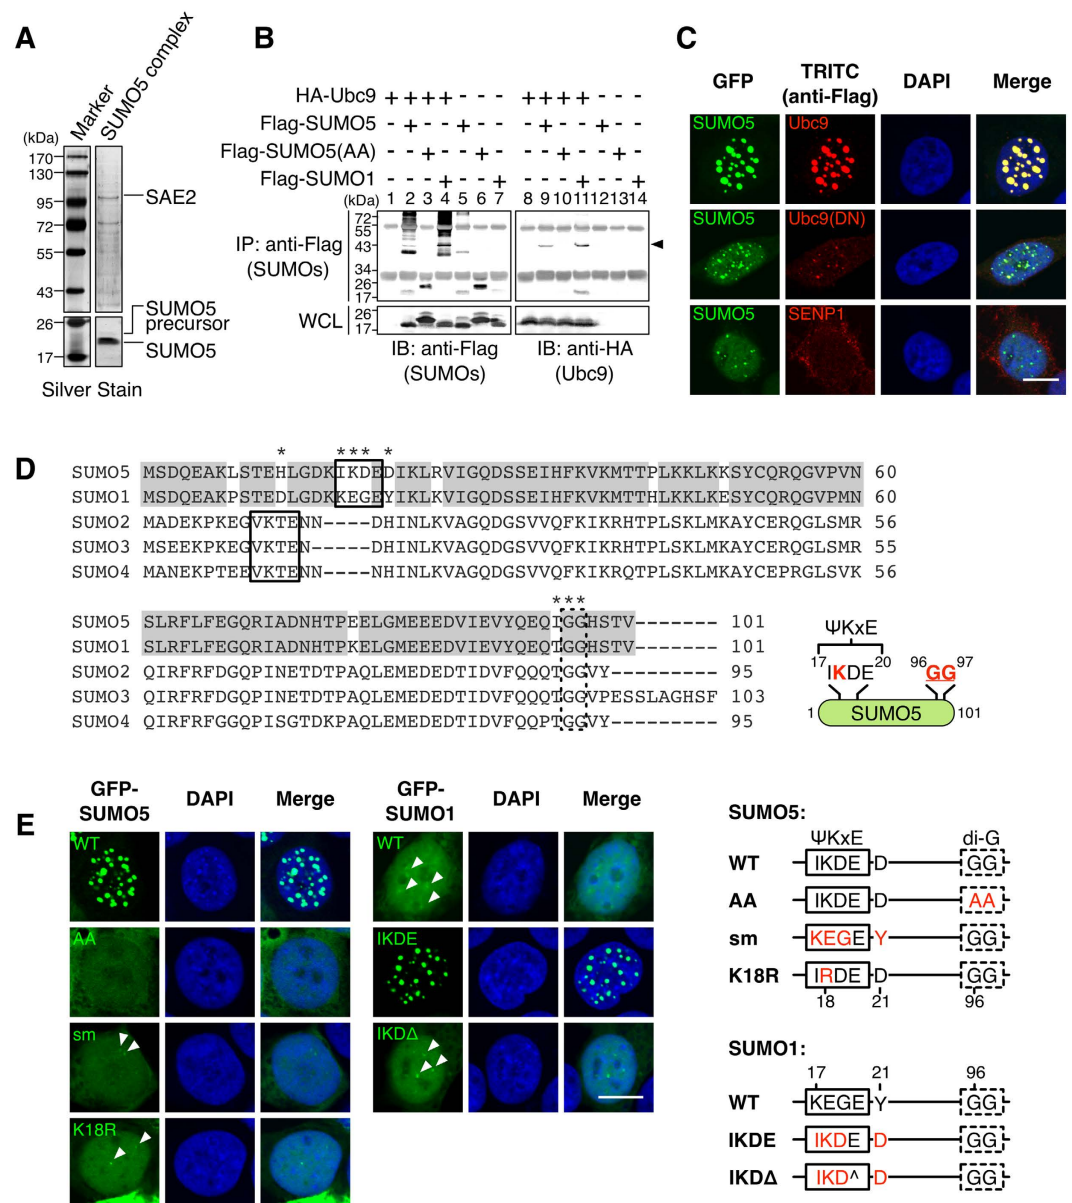 A
Marker
SUMO5 complex
(kDa)
170
130
95
72
55
43
26
17
SAE2
SUMO5
precursor
SUMO5
Silver Stain
B
HA-Ubc9 + + + + - - - + + + + - - -
Flag-SUMO5 - + - - + - - - + - - + - -
Flag-SUMO5(AA) - - + - - + - - - + - - + -
Flag-SUMO1 - - - + - - + - - - + - - +
(kDa) 1 2 3 4 5 6 7 8 9 10 11 12 13 14
72
55
43
34
26
17
IP: anti-Flag
(SUMOs)
26
17
WCL
IB: anti-Flag
(SUMOs)
IB: anti-HA
(Ubc9)
C
GFP
TRITC
(anti-Flag)
DAPI
Merge
SUMO5
Ubc9
SUMO5
Ubc9(DN)
SUMO5
SENP1
D
* *** *
SUMO5 MSDQEAKLSTEHLGDKIKDEDIKLRVIGQDSSEIHFKVKMTTPLKKLKKSYCQRQGVPVN 60
SUMO1 MSDQEAKPSTEDLGDKKEGEYIKLKVIGQDSSEIHFKVKMTTHLKKLKESYCQRQGVPMN 60
SUMO2 MADEKPKEGVKTENN----DHINLKVAGQDGSVVQFKIKRHTPLSKLMKAYCERQGLSMR 56
SUMO3 MSEEKPKEGVKTEN-----DHINLKVAGQDGSVVQFKIKRHTPLSKLMKAYCERQGLSMR 55
SUMO4 MANEKPTEEVKTENN----NHINLKVAGQDGSVVQFKIKRQTPLSKLMKAYCEPRGLSVK 56
***
SUMO5 SLRFLFEGQRIADNHTPEELGMEEEDVIEVYQEQIGGHSTV------- 101
SUMO1 SLRFLFEGQRIADNHTPKELGMEEEDVIEVYQEQTGGHSTV------- 101
SUMO2 QIRFRFDGQPINETDTPAQLEMEDEDTIDVFQQQTGGVY--------- 95
SUMO3 QIRFRFDGQPINETDTPAQLEMEDEDTIDVFQQQTGGVPESSLAGHSF 103
SUMO4 QIRFRFGGQPISGTDKPAQLEMEDEDTIDVFQQPTGGVY--------- 95
ΨKxE
17 20 96 97
IKDE GG
1 SUMO5 101
E
GFP-
SUMO5
DAPI
Merge
WT
AA
sm
K18R
GFP-
SUMO1
DAPI
Merge
WT
IKDE
IKDΔ
SUMO5:
ΨKxE di-G
WT IKDE D GG
AA IKDE D AA
sm KEGE Y GG
K18R IRDE D GG
18 21 96
SUMO1:
17 21 96
WT KEGE Y GG
IKDE IKDE D GG
IKDΔ IKD^ D GG